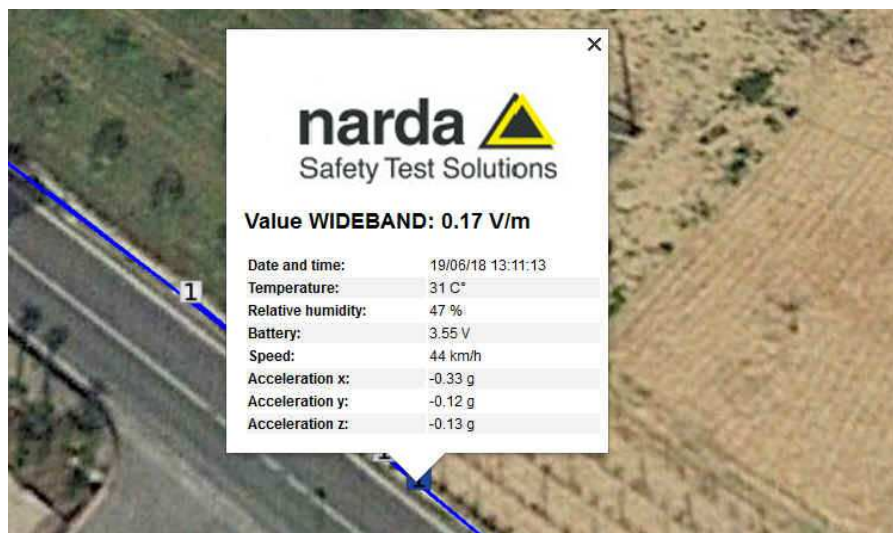 ×
narda
Safety Test Solutions
Value WIDEBAND: 0.17 V/m
Date and time: 19/06/18 13:11:13
Temperature: 31 C°
Relative humidity: 47 %
Battery: 3.55 V
Speed: 44 km/h
Acceleration x: -0.33 g
Acceleration y: -0.12 g
Acceleration z: -0.13 g
1